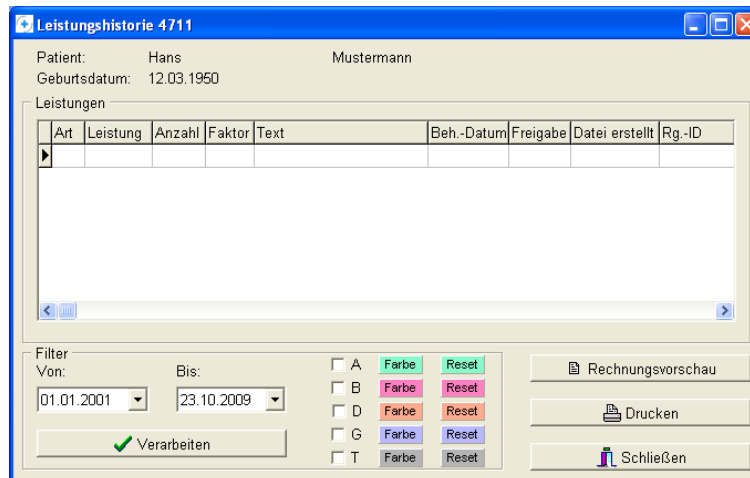 Leistungshistorie 4711
Patient: Hans Mustermann
Geburtsdatum: 12.03.1950
Leistungen
Art Leistung Anzahl Faktor Text Beh.-Datum Freigabe Datei erstellt Rg.-ID
Filter
Von: Bis:
01.01.2001 23.10.2009
Verarbeiten
A Farbe Reset
B Farbe Reset
D Farbe Reset
G Farbe Reset
T Farbe Reset
Rechnungsvorschau
Drucken
Schließen